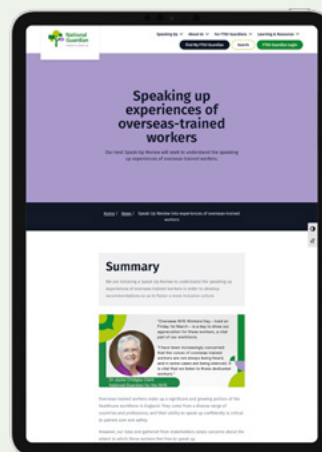 National
Guardian
Speaking Up
About Us
For FTSU Guardians
Learning & Resources
Find My FTSU Guardian
Search
FTSU Guardian Login
Speaking up
experiences of
overseas-trained
workers
Our next Speak Up Review will seek to understand the speaking
up experiences of overseas-trained workers.
Home / News / Speak Up Review into experiences of overseas-trained
workers
Summary
We are initiating a Speak Up Review to understand the speaking up
experiences of overseas-trained workers in order to develop
recommendations so as to foster a more inclusive culture.
"Overseas NHS Workers Day – held on
Friday 1st March – is a day to show our
appreciation for these workers, a vital
part of our workforce.
"I have been increasingly concerned
that the voices of overseas-trained
workers are not always being heard,
and in some cases are being silenced. It
is vital that we listen to these dedicated
workers."
Dr Jayne Chidgey-Clark
National Guardian for the NHS
Overseas-trained workers make up a significant and growing portion of the
healthcare workforce in England. They come from a diverse range of
countries and professions, and their ability to speak up confidently is critical
to patient care and safety.
However, our data and gathered from stakeholders raises concerns about the
extent to which these workers feel free to speak up.